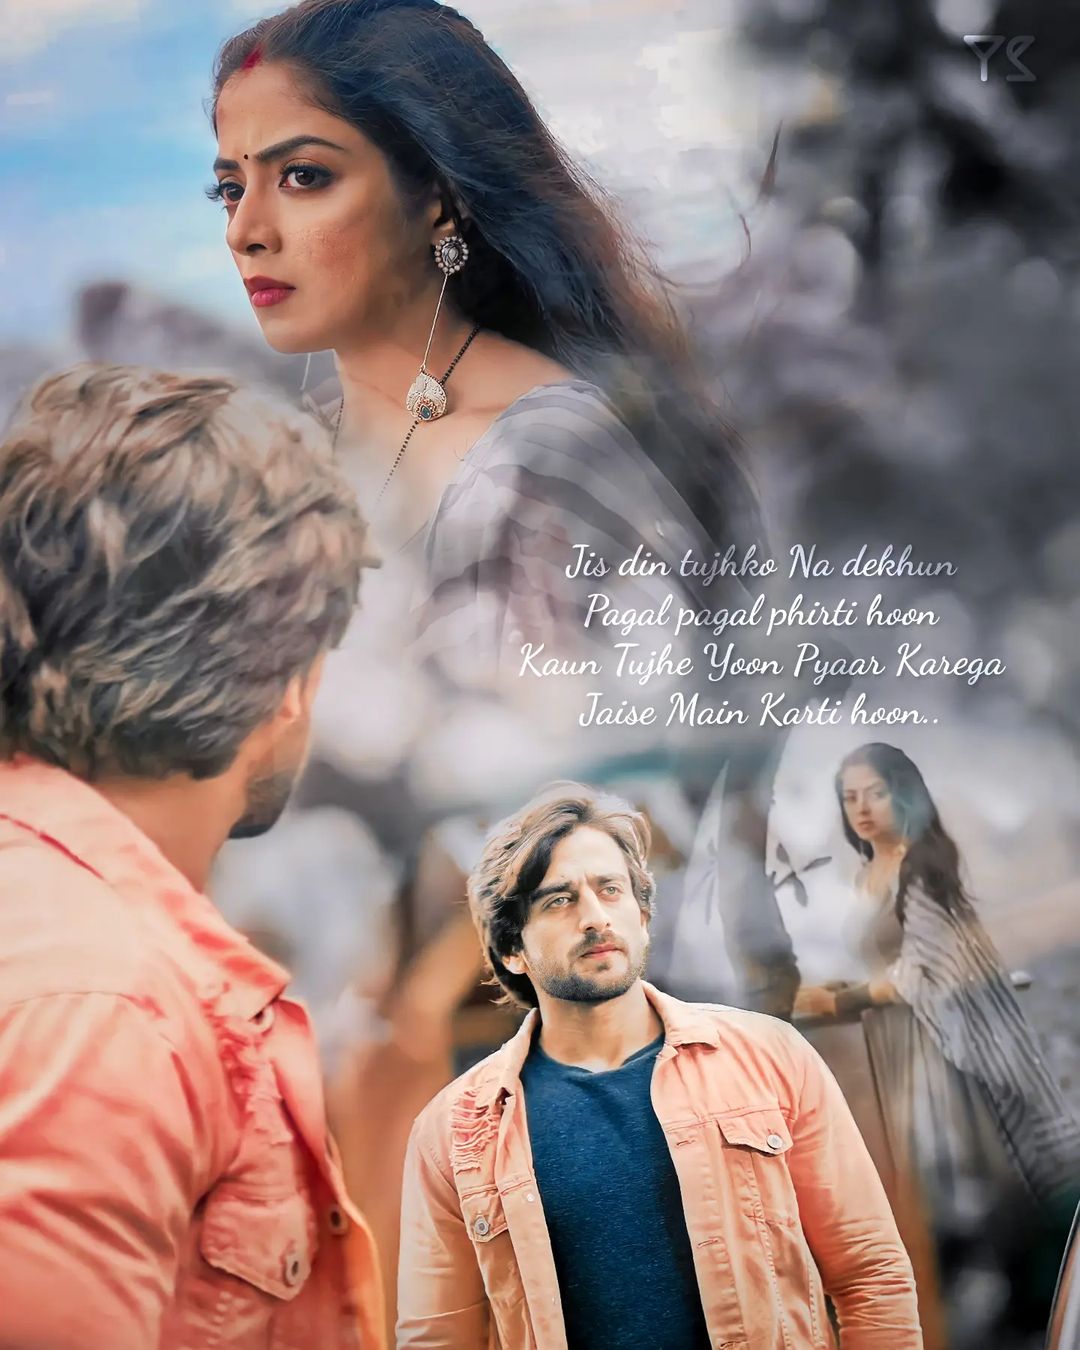 YS
Jis din tujhko Na dekhun
Pagal pagal phirti hoon
Kaun Tujhe Yoon Pyaar Karega
Jaise Main Karti hoon..